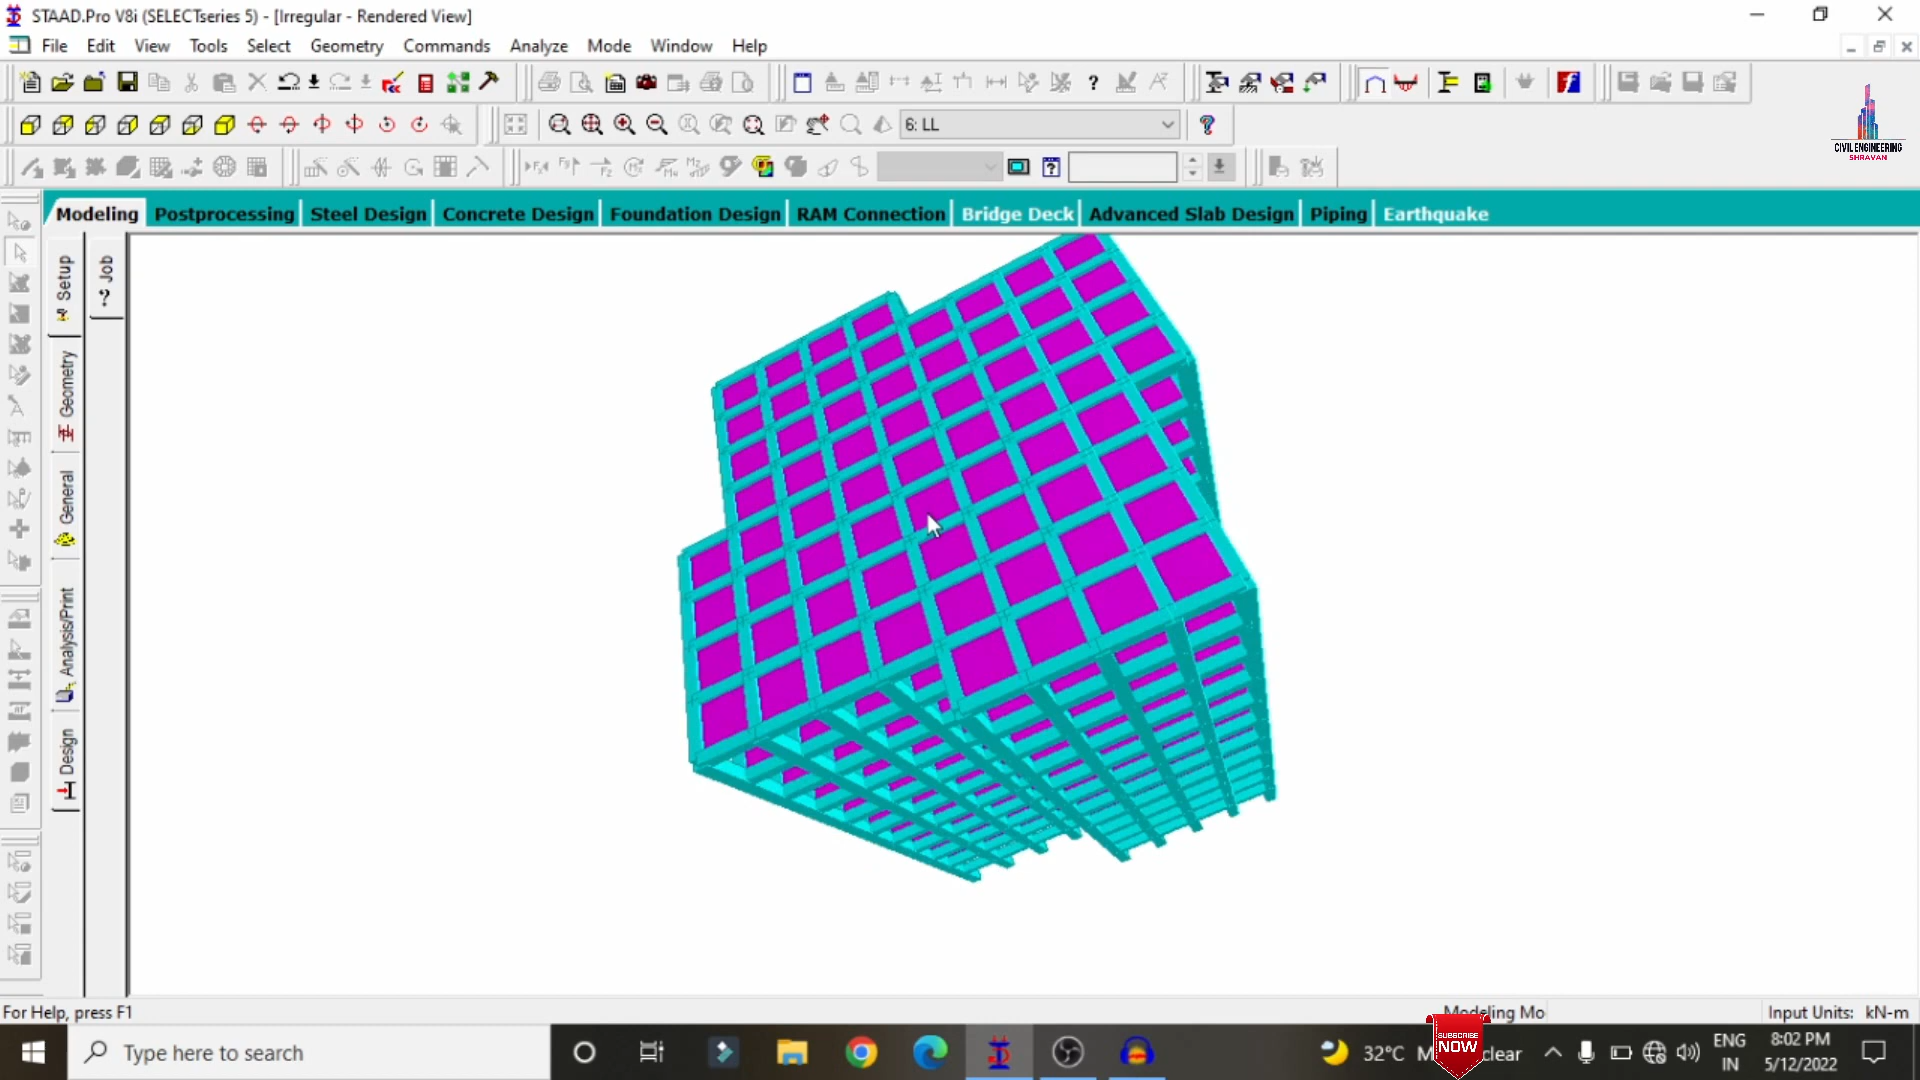 STAAD.Pro V8i (SELECTseries 5) - [Irregular - Rendered View]
File Edit View Tools Select Geometry Commands Analyze Mode Window Help
6: LL
CIVIL ENGINEERING
SHRAVAN
Modeling Postprocessing Steel Design Concrete Design Foundation Design RAM Connection Bridge Deck Advanced Slab Design Piping Earthquake
Setup
Job
Geometry
General
Analysis/Print
Design
For Help, press F1
Modeling Mo
Input Units: kN-m
Type here to search
32°C
clear
SUBSCRIBE
NOW
ENG
IN
8:02 PM
5/12/2022